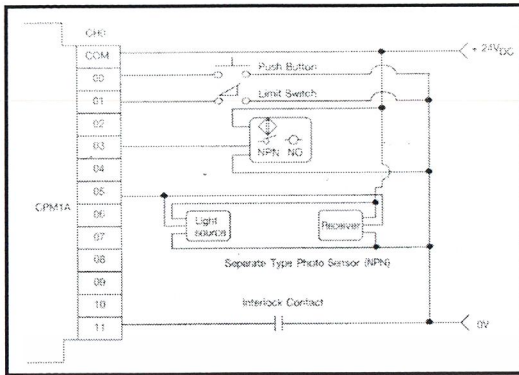 CH0
COM
+ 24VDC
00
Push Button
01
Limit Switch
02
03
NPN NO
04
05
CPM1A
06
Light source
Receiver
07
08
Separate Type Photo Sensor (NPN)
09
10
Interlock Contact
11
0V